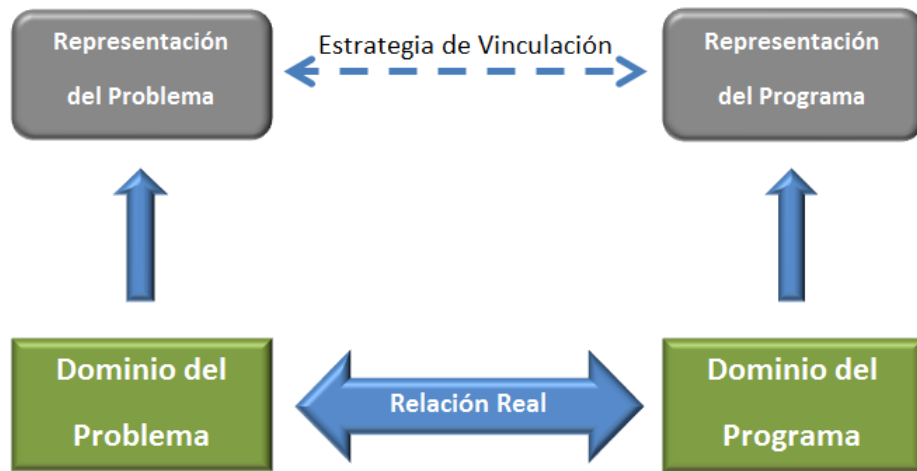 Representación
del Problema
Estrategia de Vinculación
Representación
del Programa
Dominio del
Problema
Relación Real
Dominio del
Programa